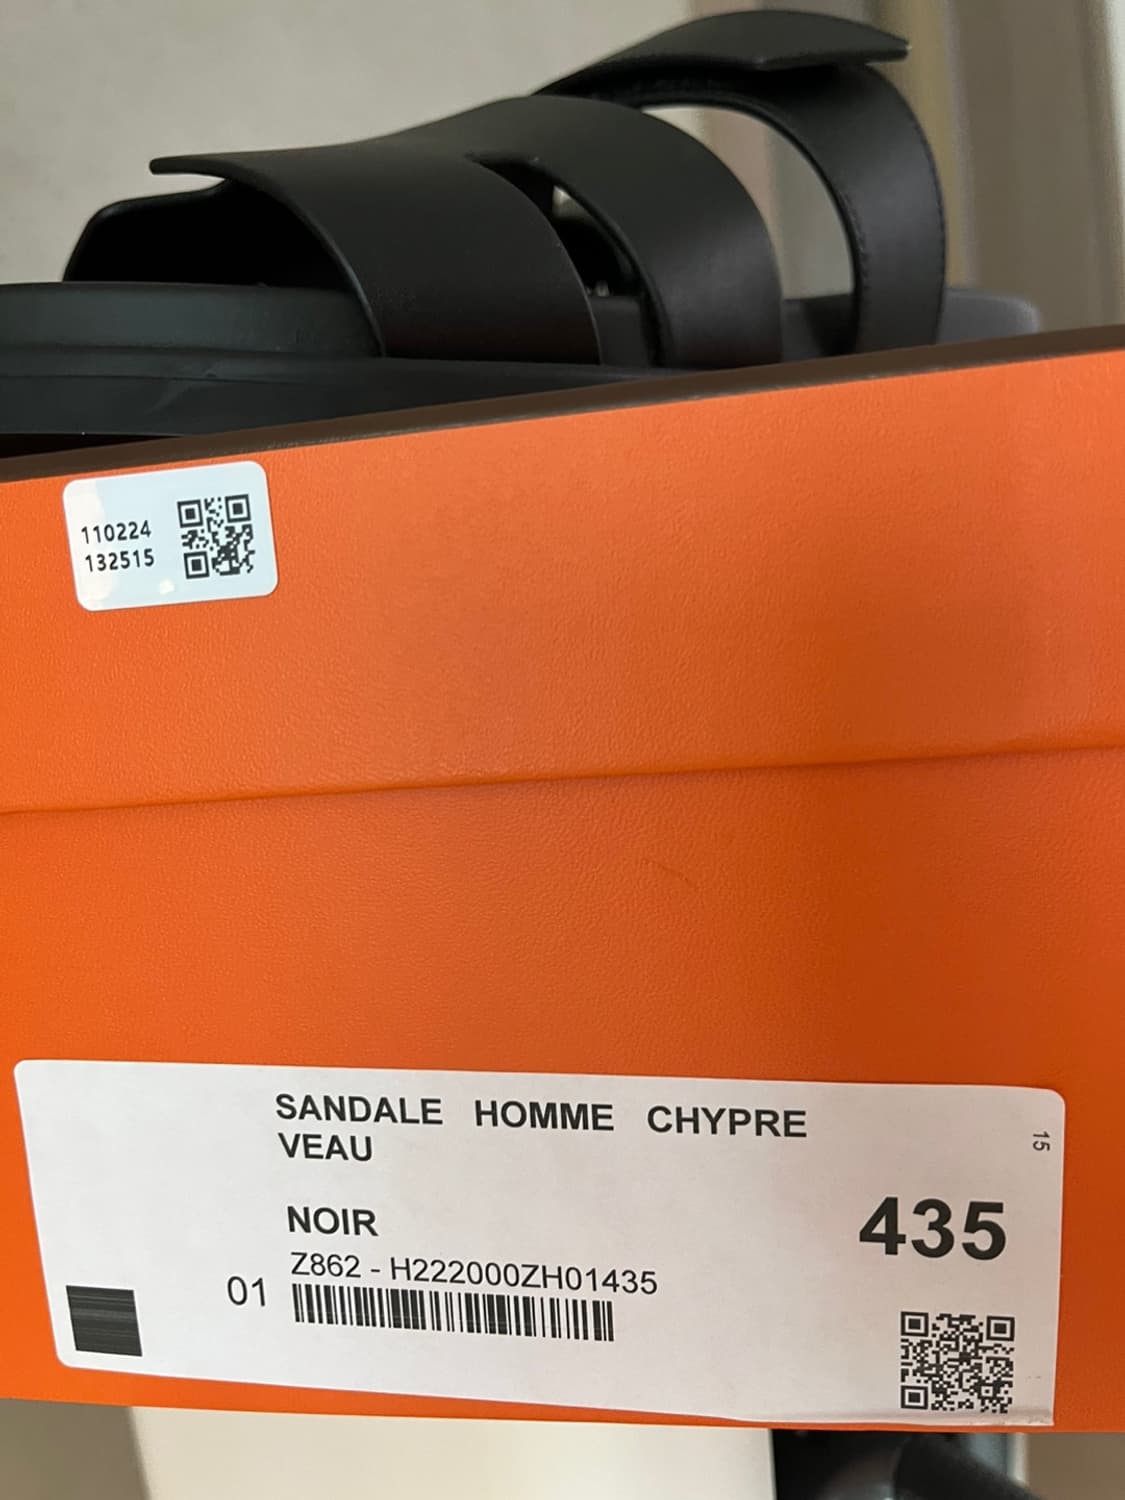 110224
132515
SANDALE HOMME CHYPRE
VEAU
15
NOIR
435
Z862 - H222000ZH01435
01